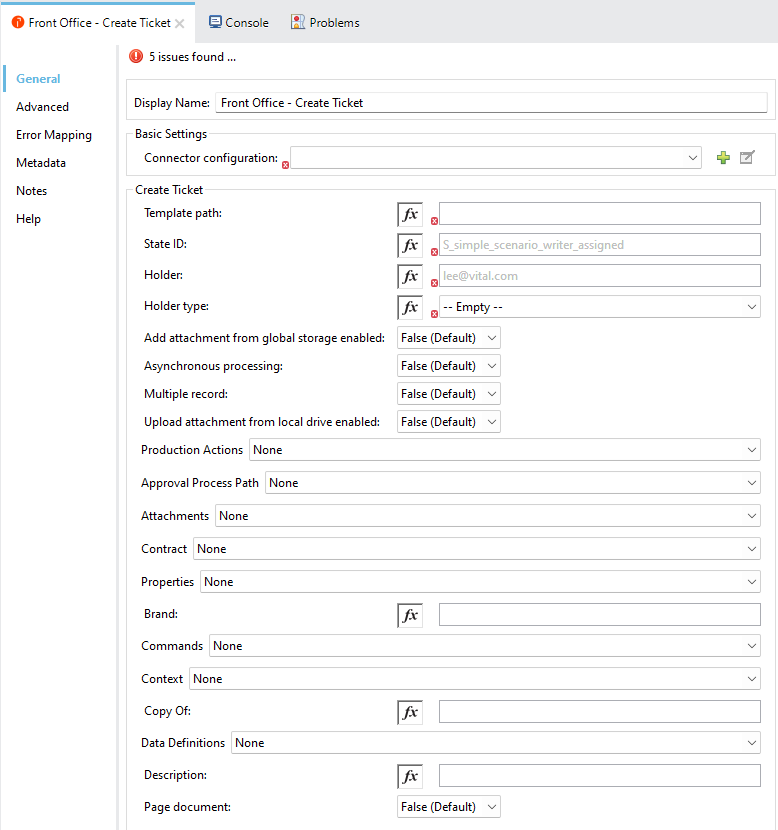 Front Office - Create Ticket
Console
Problems
5 issues found ...
General
Advanced
Error Mapping
Metadata
Notes
Help
Display Name: Front Office - Create Ticket
Basic Settings
Connector configuration:
Create Ticket
Template path: fx
State ID: fx S_simple_scenario_writer_assigned
Holder: fx lee@vital.com
Holder type: fx -- Empty --
Add attachment from global storage enabled: False (Default)
Asynchronous processing: False (Default)
Multiple record: False (Default)
Upload attachment from local drive enabled: False (Default)
Production Actions None
Approval Process Path None
Attachments None
Contract None
Properties None
Brand: fx
Commands None
Context None
Copy Of: fx
Data Definitions None
Description: fx
Page document: False (Default)